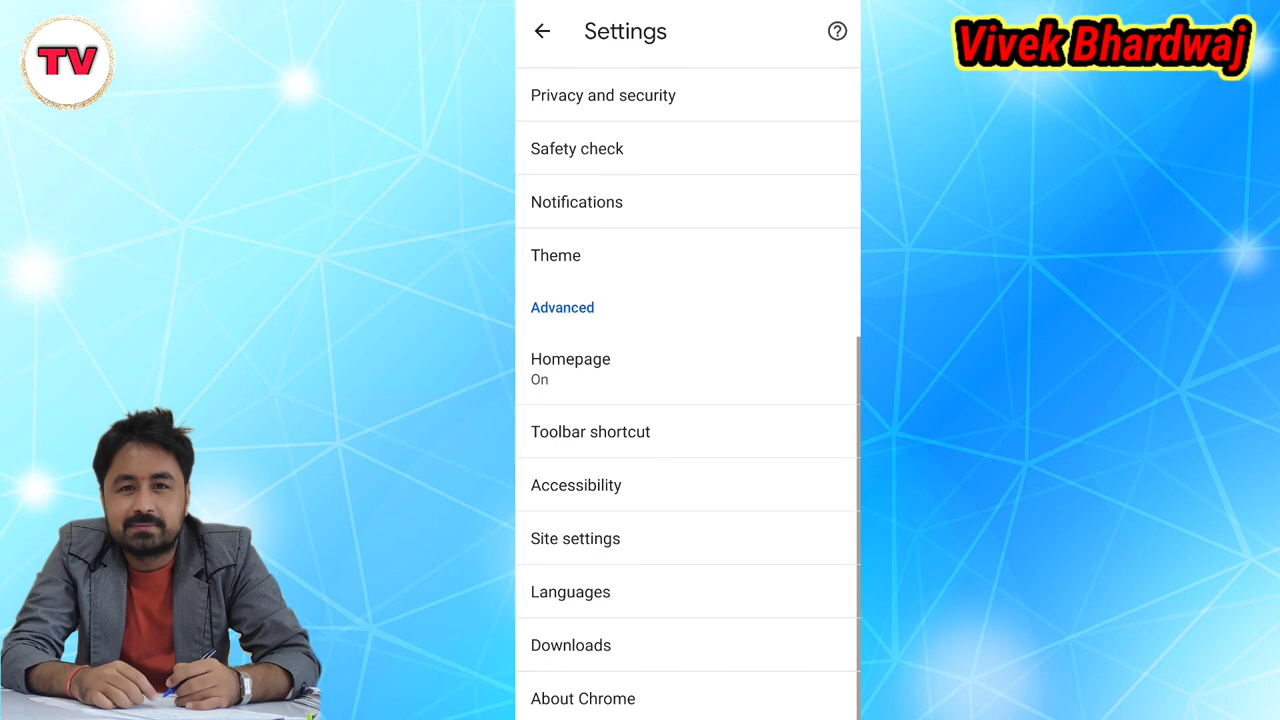 TV
Settings
Vivek Bhardwaj
Privacy and security
Safety check
Notifications
Theme
Advanced
Homepage
On
Toolbar shortcut
Accessibility
Site settings
Languages
Downloads
About Chrome